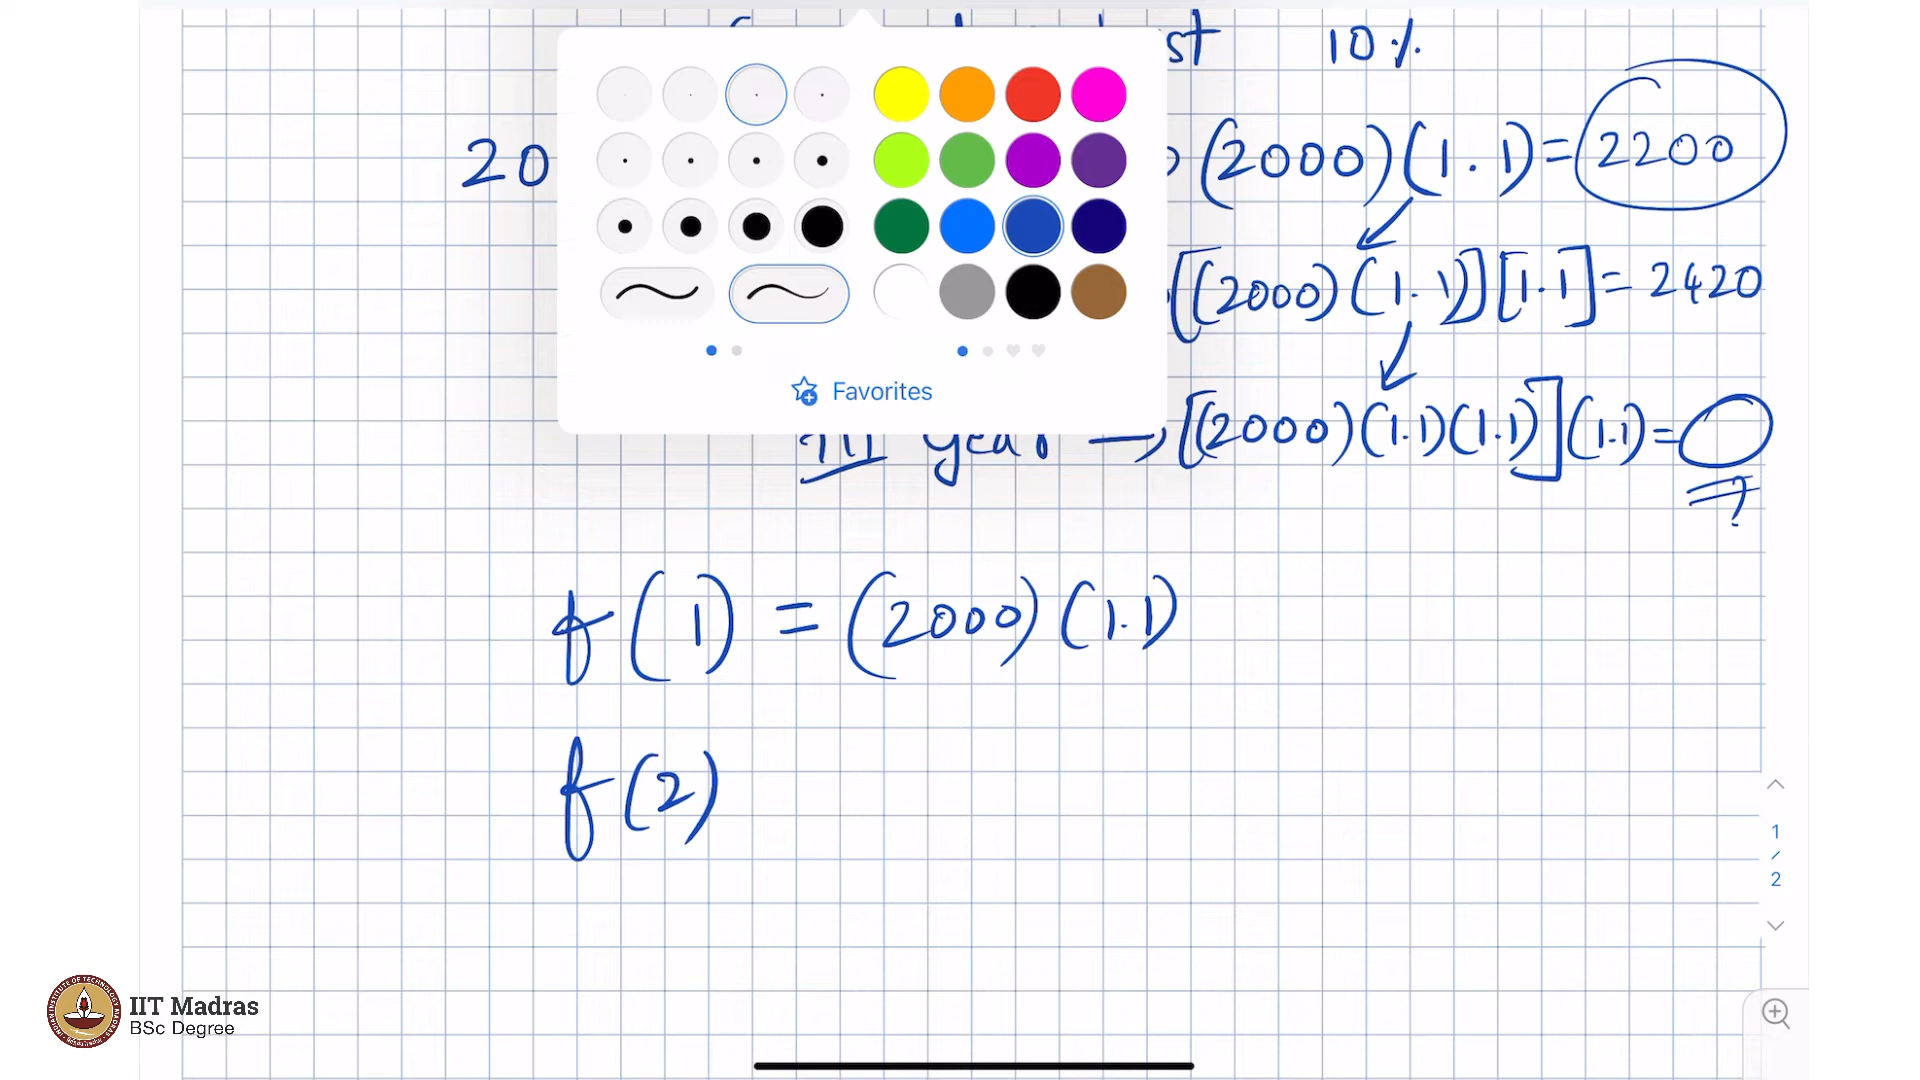 st 10%
20 (2000)(1.1)=2200
[(2000)(1.1)][1.1]=2420
Favorites
III year →[(2000)(1.1)(1.1)](1.1)=
?
f(1) = (2000)(1.1)
f(2)
1
/
2
IIT Madras
BSc Degree